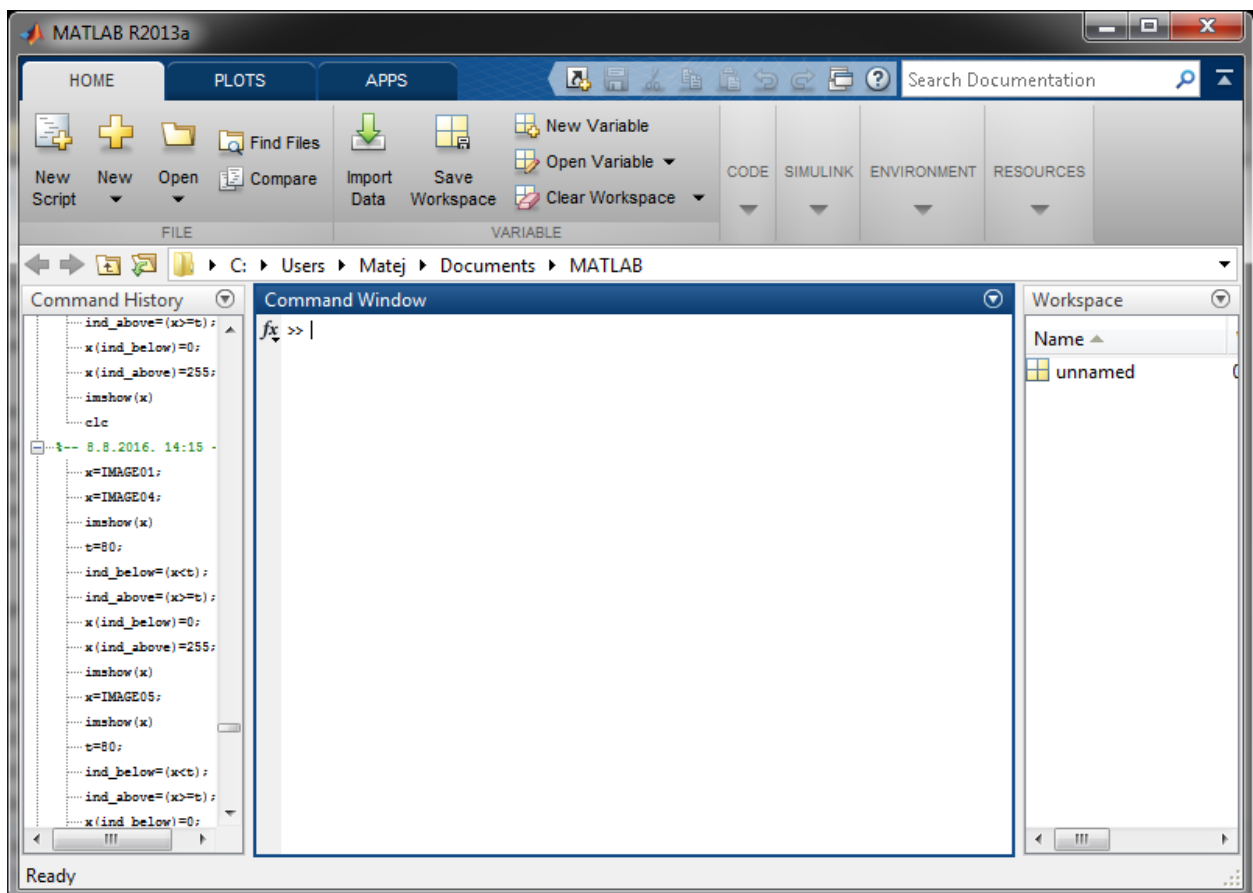 MATLAB R2013a
HOME PLOTS APPS Search Documentation
New Script
New
Open
Find Files
Compare
Import Data
Save Workspace
New Variable
Open Variable
Clear Workspace
CODE SIMULINK ENVIRONMENT RESOURCES
FILE VARIABLE
C: Users Matej Documents MATLAB
Command History
ind_above=(x>=t);
x(ind_below)=0;
x(ind_above)=255;
imshow(x)
clc
%-- 8.8.2016. 14:15 -
x=IMAGE01;
x=IMAGE04;
imshow(x)
t=80;
ind_below=(x<t);
ind_above=(x>=t);
x(ind_below)=0;
x(ind_above)=255;
imshow(x)
x=IMAGE05;
imshow(x)
t=80;
ind_below=(x<t);
ind_above=(x>=t);
x(ind_below)=0;
Command Window
fx >>
Workspace
Name
unnamed
Ready